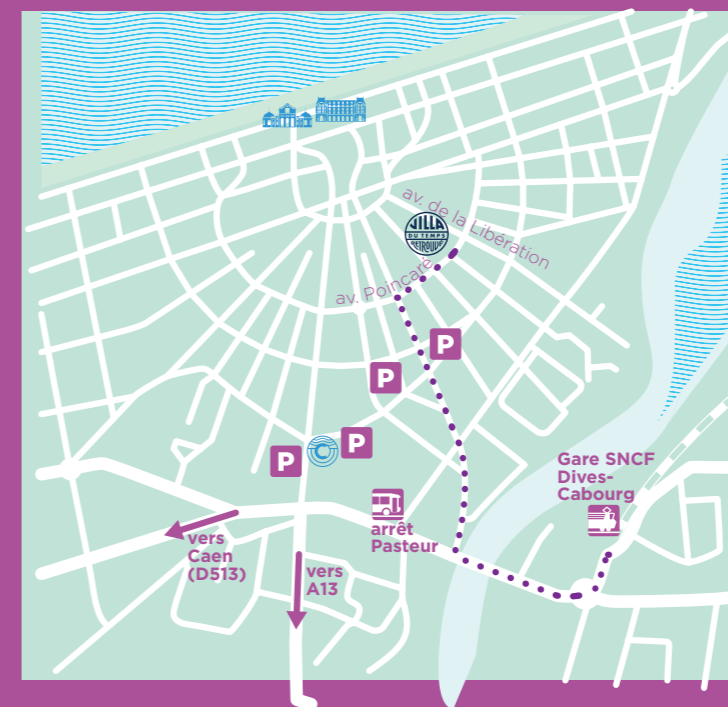 av. de la Libération
VILLA
DU TEMPS
RETROUVÉ
av. Poincaré
P
P
P
P
C
Gare SNCF
Dives-
Cabourg
arrêt
Pasteur
vers
Caen
(D513)
vers
A13